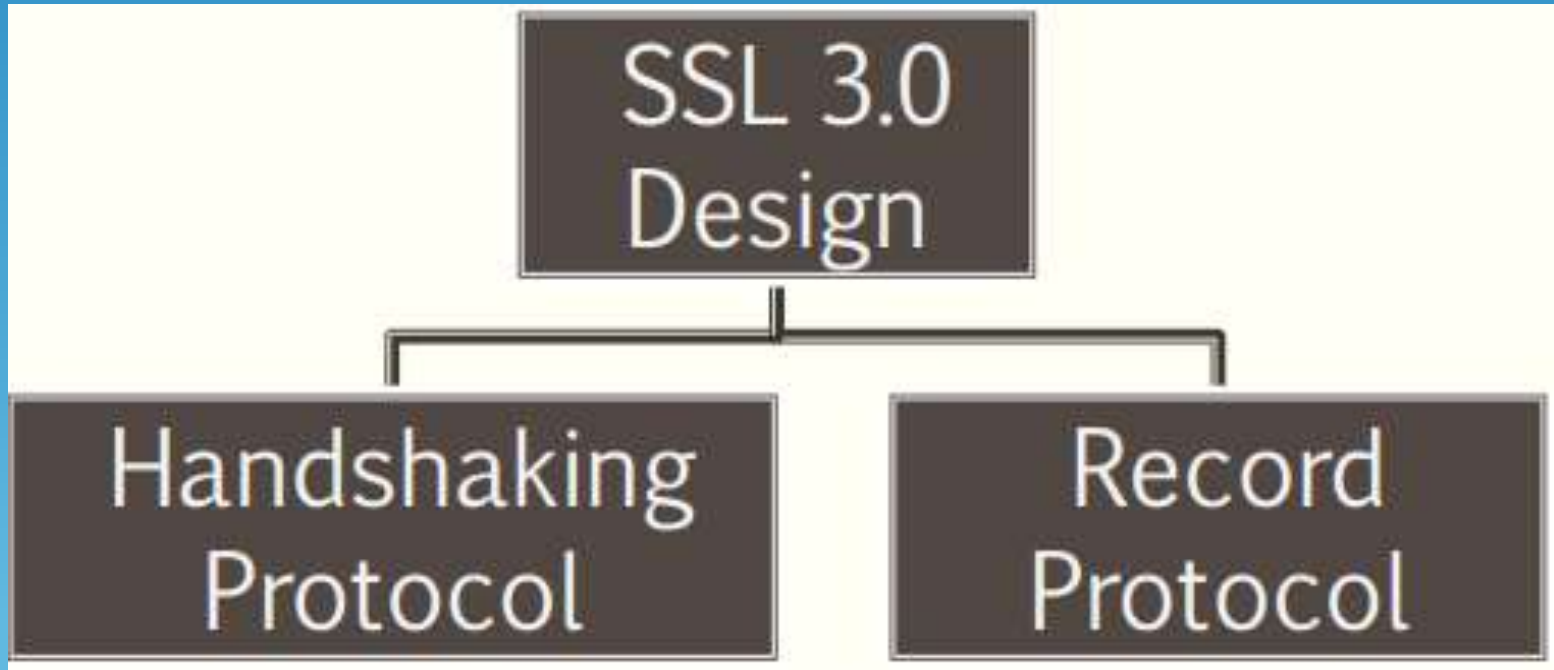 SSL 3.0
Design
Handshaking
Protocol
Record
Protocol